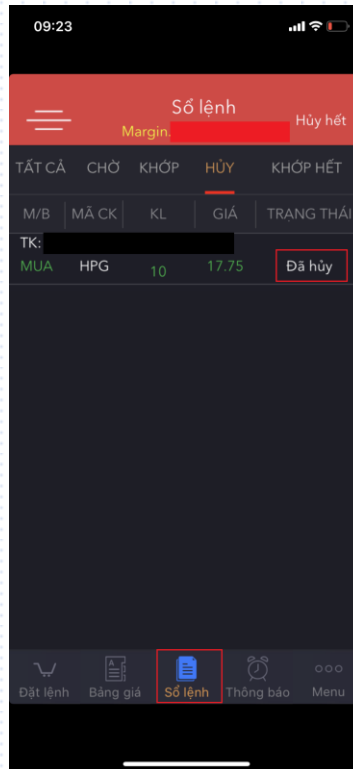 09:23
Sổ lệnh
Margin.
Hủy hết
TẤT CẢ CHỜ KHỚP HỦY KHỚP HẾT
M/B MÃ CK KL GIÁ TRẠNG THÁI
TK:
MUA HPG 10 17.75 Đã hủy
Đặt lệnh Bảng giá Sổ lệnh Thông báo Menu